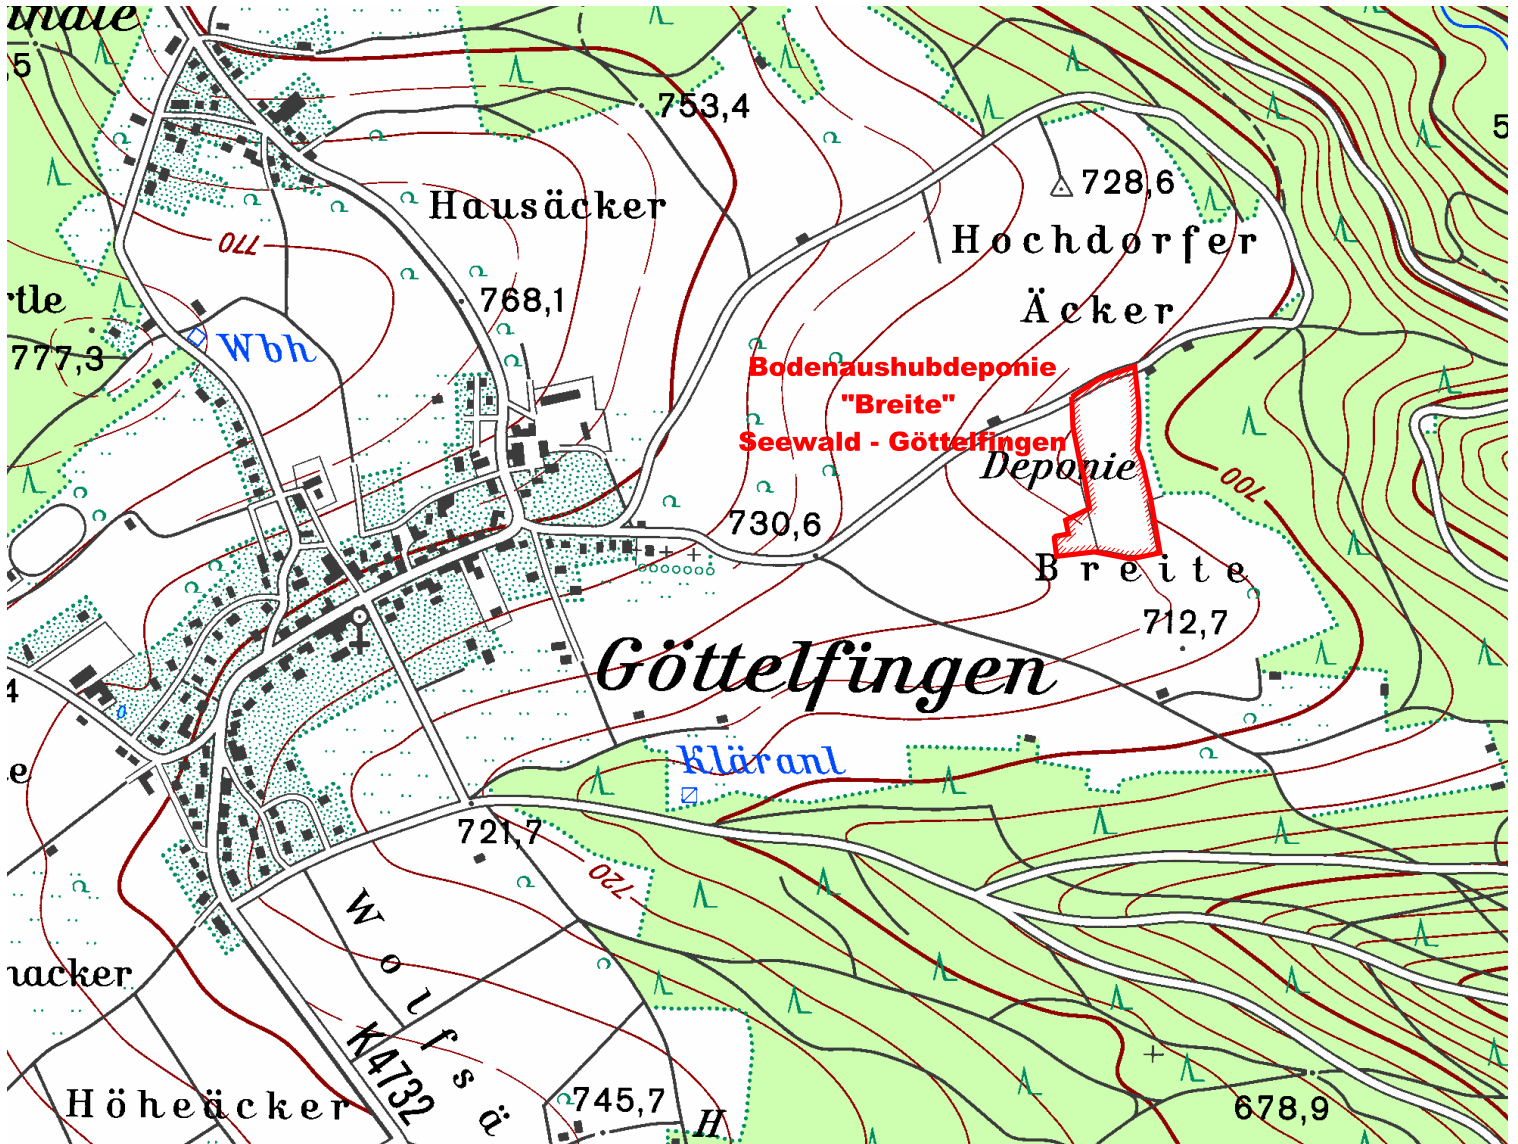 753,4
728,6
Hausäcker
Hochdorfer
Äcker
770
768,1
Wbh
777,3
Bodenaushubdeponie
"Breite"
Seewald - Göttelfingen
Deponie
700
730,6
Breite
712,7
Göttelfingen
Kläranl
721,7
720
Wolfsä
K4732
Höheäcker
745,7
H
678,9